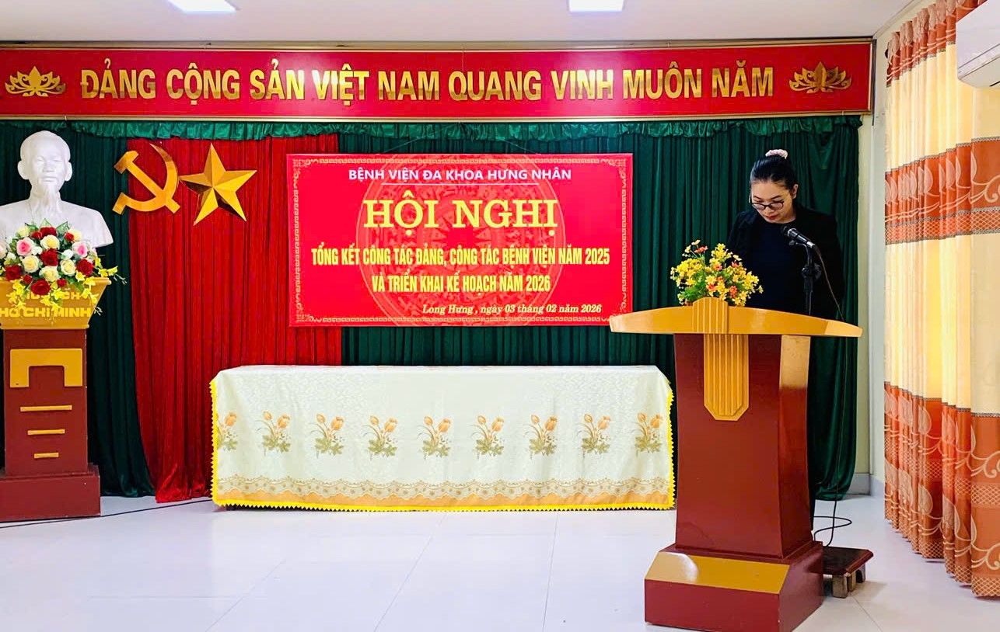 ĐẢNG CỘNG SẢN VIỆT NAM QUANG VINH MUÔN NĂM
BỆNH VIỆN ĐA KHOA HƯNG NHÂN
HỘI NGHỊ
TỔNG KẾT CÔNG TÁC ĐẢNG, CÔNG TÁC BỆNH VIỆN NĂM 2025
VÀ TRIỂN KHAI KẾ HOẠCH NĂM 2026
Long Hưng , ngày 03 tháng 02 năm 2026
HỒ CHÍ MINH